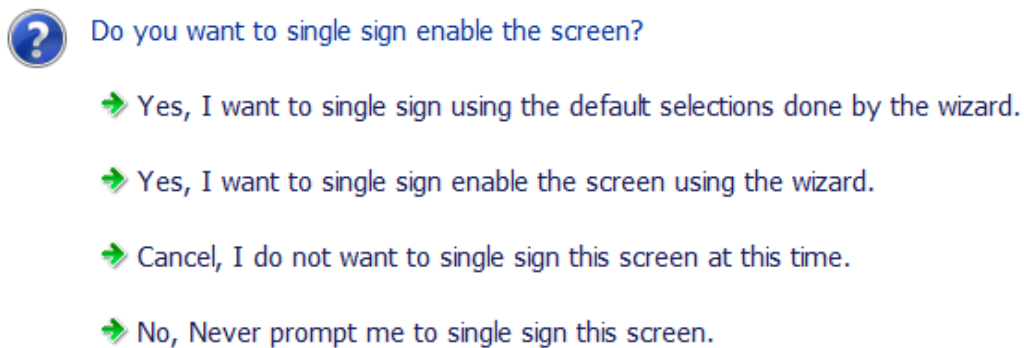 Do you want to single sign enable the screen?
Yes, I want to single sign using the default selections done by the wizard.
Yes, I want to single sign enable the screen using the wizard.
Cancel, I do not want to single sign this screen at this time.
No, Never prompt me to single sign this screen.